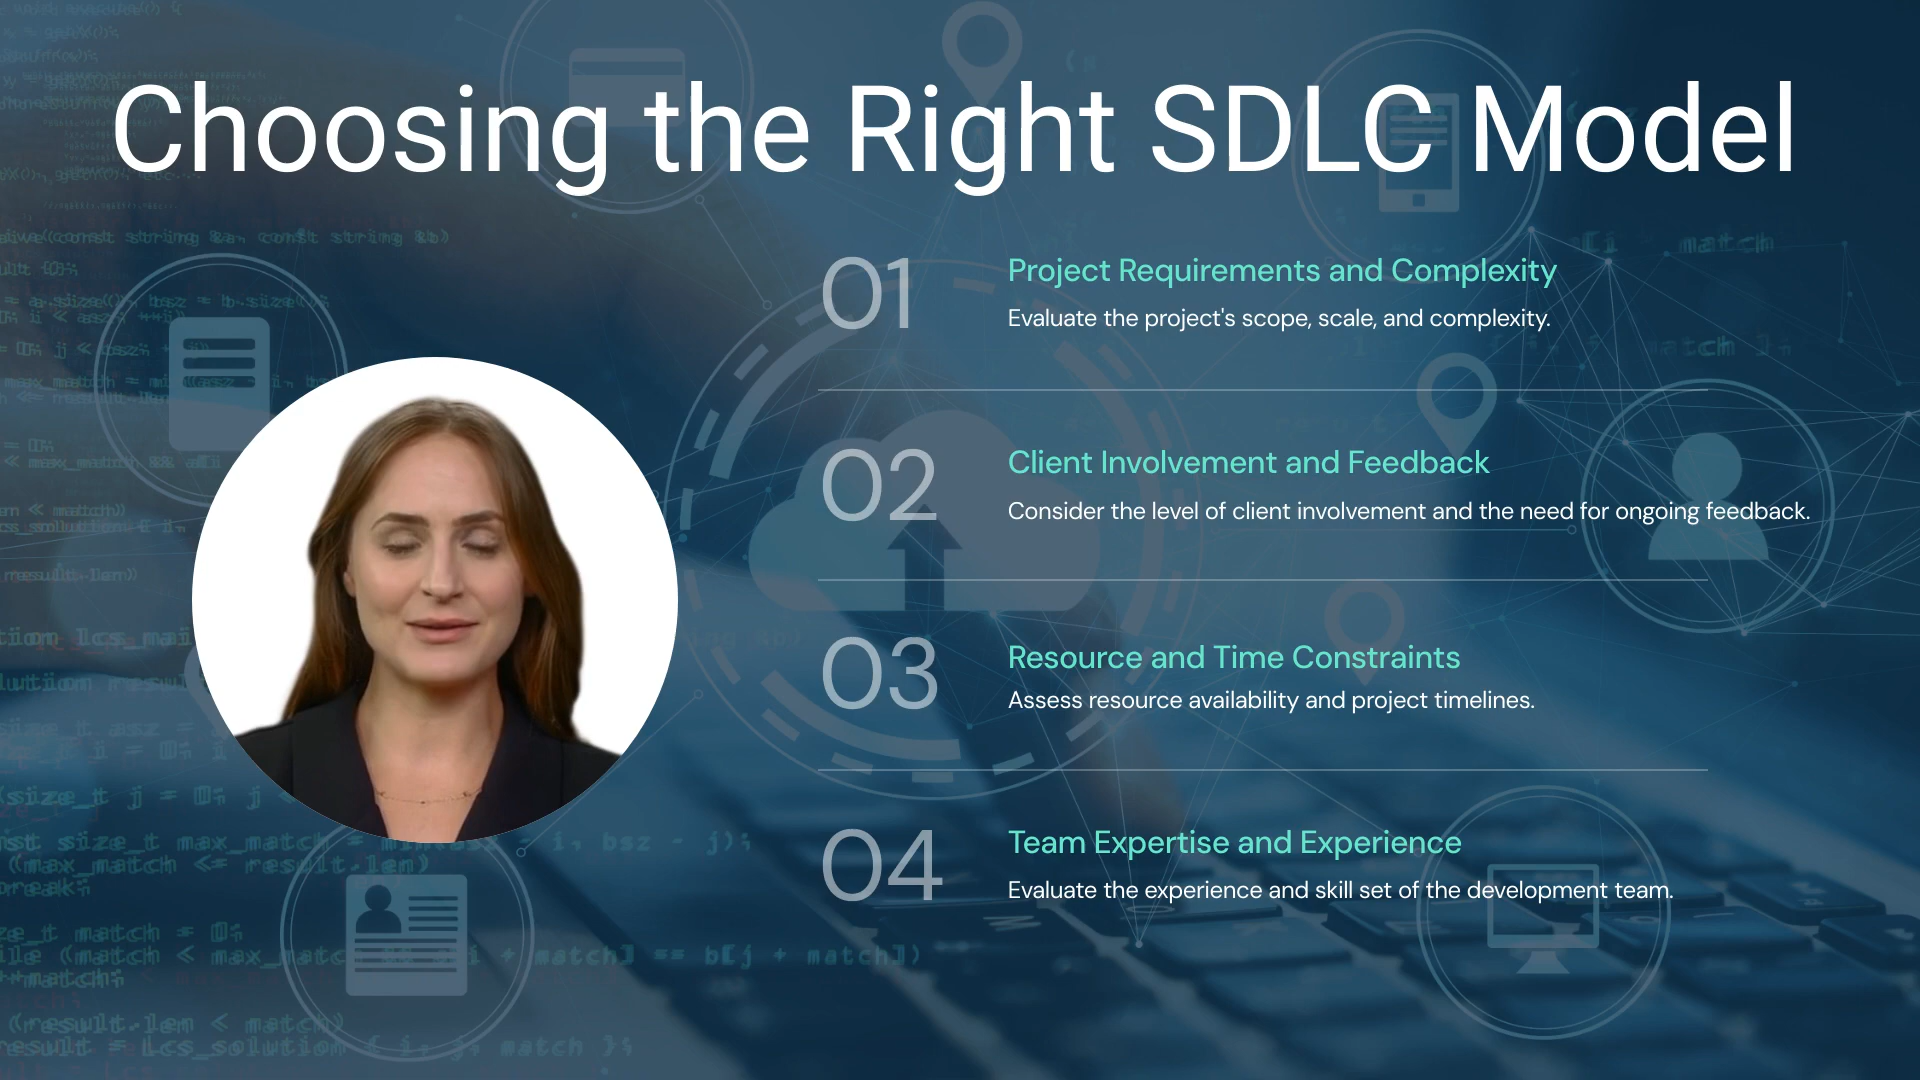 Choosing the Right SDLC Model
01
Project Requirements and Complexity
Evaluate the project's scope, scale, and complexity.
02
Client Involvement and Feedback
Consider the level of client involvement and the need for ongoing feedback.
03
Resource and Time Constraints
Assess resource availability and project timelines.
04
Team Expertise and Experience
Evaluate the experience and skill set of the development team.